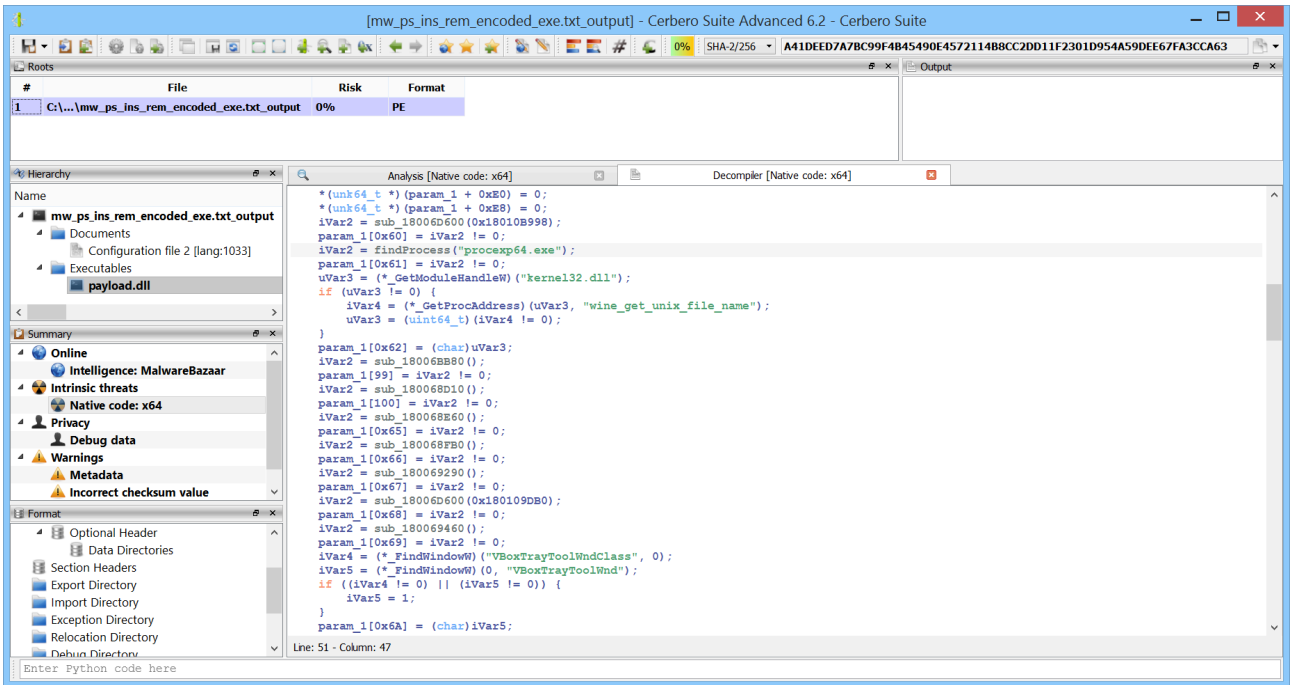 [mw_ps_ins_rem_encoded_exe.txt_output] - Cerbero Suite Advanced 6.2 - Cerbero Suite
0% SHA-2/256 A41DEED7A7BC99F4B45490E4572114B8CC2DD11F2301D954A59DEE67FA3CCA63
Roots
Output
# File Risk Format
1 C:\...\mw_ps_ins_rem_encoded_exe.txt_output 0% PE
Hierarchy
Name
mw_ps_ins_rem_encoded_exe.txt_output
Documents
Configuration file 2 [lang:1033]
Executables
payload.dll
Summary
Online
Intelligence: MalwareBazaar
Intrinsic threats
Native code: x64
Privacy
Debug data
Warnings
Metadata
Incorrect checksum value
Format
Optional Header
Data Directories
Section Headers
Export Directory
Import Directory
Exception Directory
Relocation Directory
Debug Directory
Analysis [Native code: x64]
Decompiler [Native code: x64]
*(unk64_t *)(param_1 + 0xE0) = 0;
*(unk64_t *)(param_1 + 0xE8) = 0;
iVar2 = sub_18006D600(0x18010B998);
param_1[0x60] = iVar2 != 0;
iVar2 = findProcess("procexp64.exe");
param_1[0x61] = iVar2 != 0;
uVar3 = (*_GetModuleHandleW)("kernel32.dll");
if (uVar3 != 0) {
iVar4 = (*_GetProcAddress)(uVar3, "wine_get_unix_file_name");
uVar3 = (uint64_t)(iVar4 != 0);
}
param_1[0x62] = (char)uVar3;
iVar2 = sub_18006BB80();
param_1[99] = iVar2 != 0;
iVar2 = sub_180068D10();
param_1[100] = iVar2 != 0;
iVar2 = sub_180068E60();
param_1[0x65] = iVar2 != 0;
iVar2 = sub_180068FB0();
param_1[0x66] = iVar2 != 0;
iVar2 = sub_180069290();
param_1[0x67] = iVar2 != 0;
iVar2 = sub_18006D600(0x180109DB0);
param_1[0x68] = iVar2 != 0;
iVar2 = sub_180069460();
param_1[0x69] = iVar2 != 0;
iVar4 = (*_FindWindowW)("VBoxTrayToolWndClass", 0);
iVar5 = (*_FindWindowW)(0, "VBoxTrayToolWnd");
if ((iVar4 != 0) || (iVar5 != 0)) {
iVar5 = 1;
}
param_1[0x6A] = (char)iVar5;
Line: 51 - Column: 47
Enter Python code here